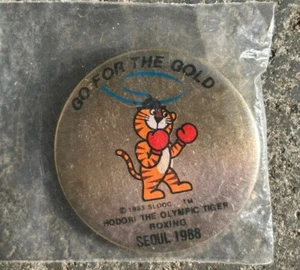 GO FOR THE GOLD
© 1983 SLOOC TM
HODORI THE OLYMPIC TIGER
BOXING
SEOUL 1988